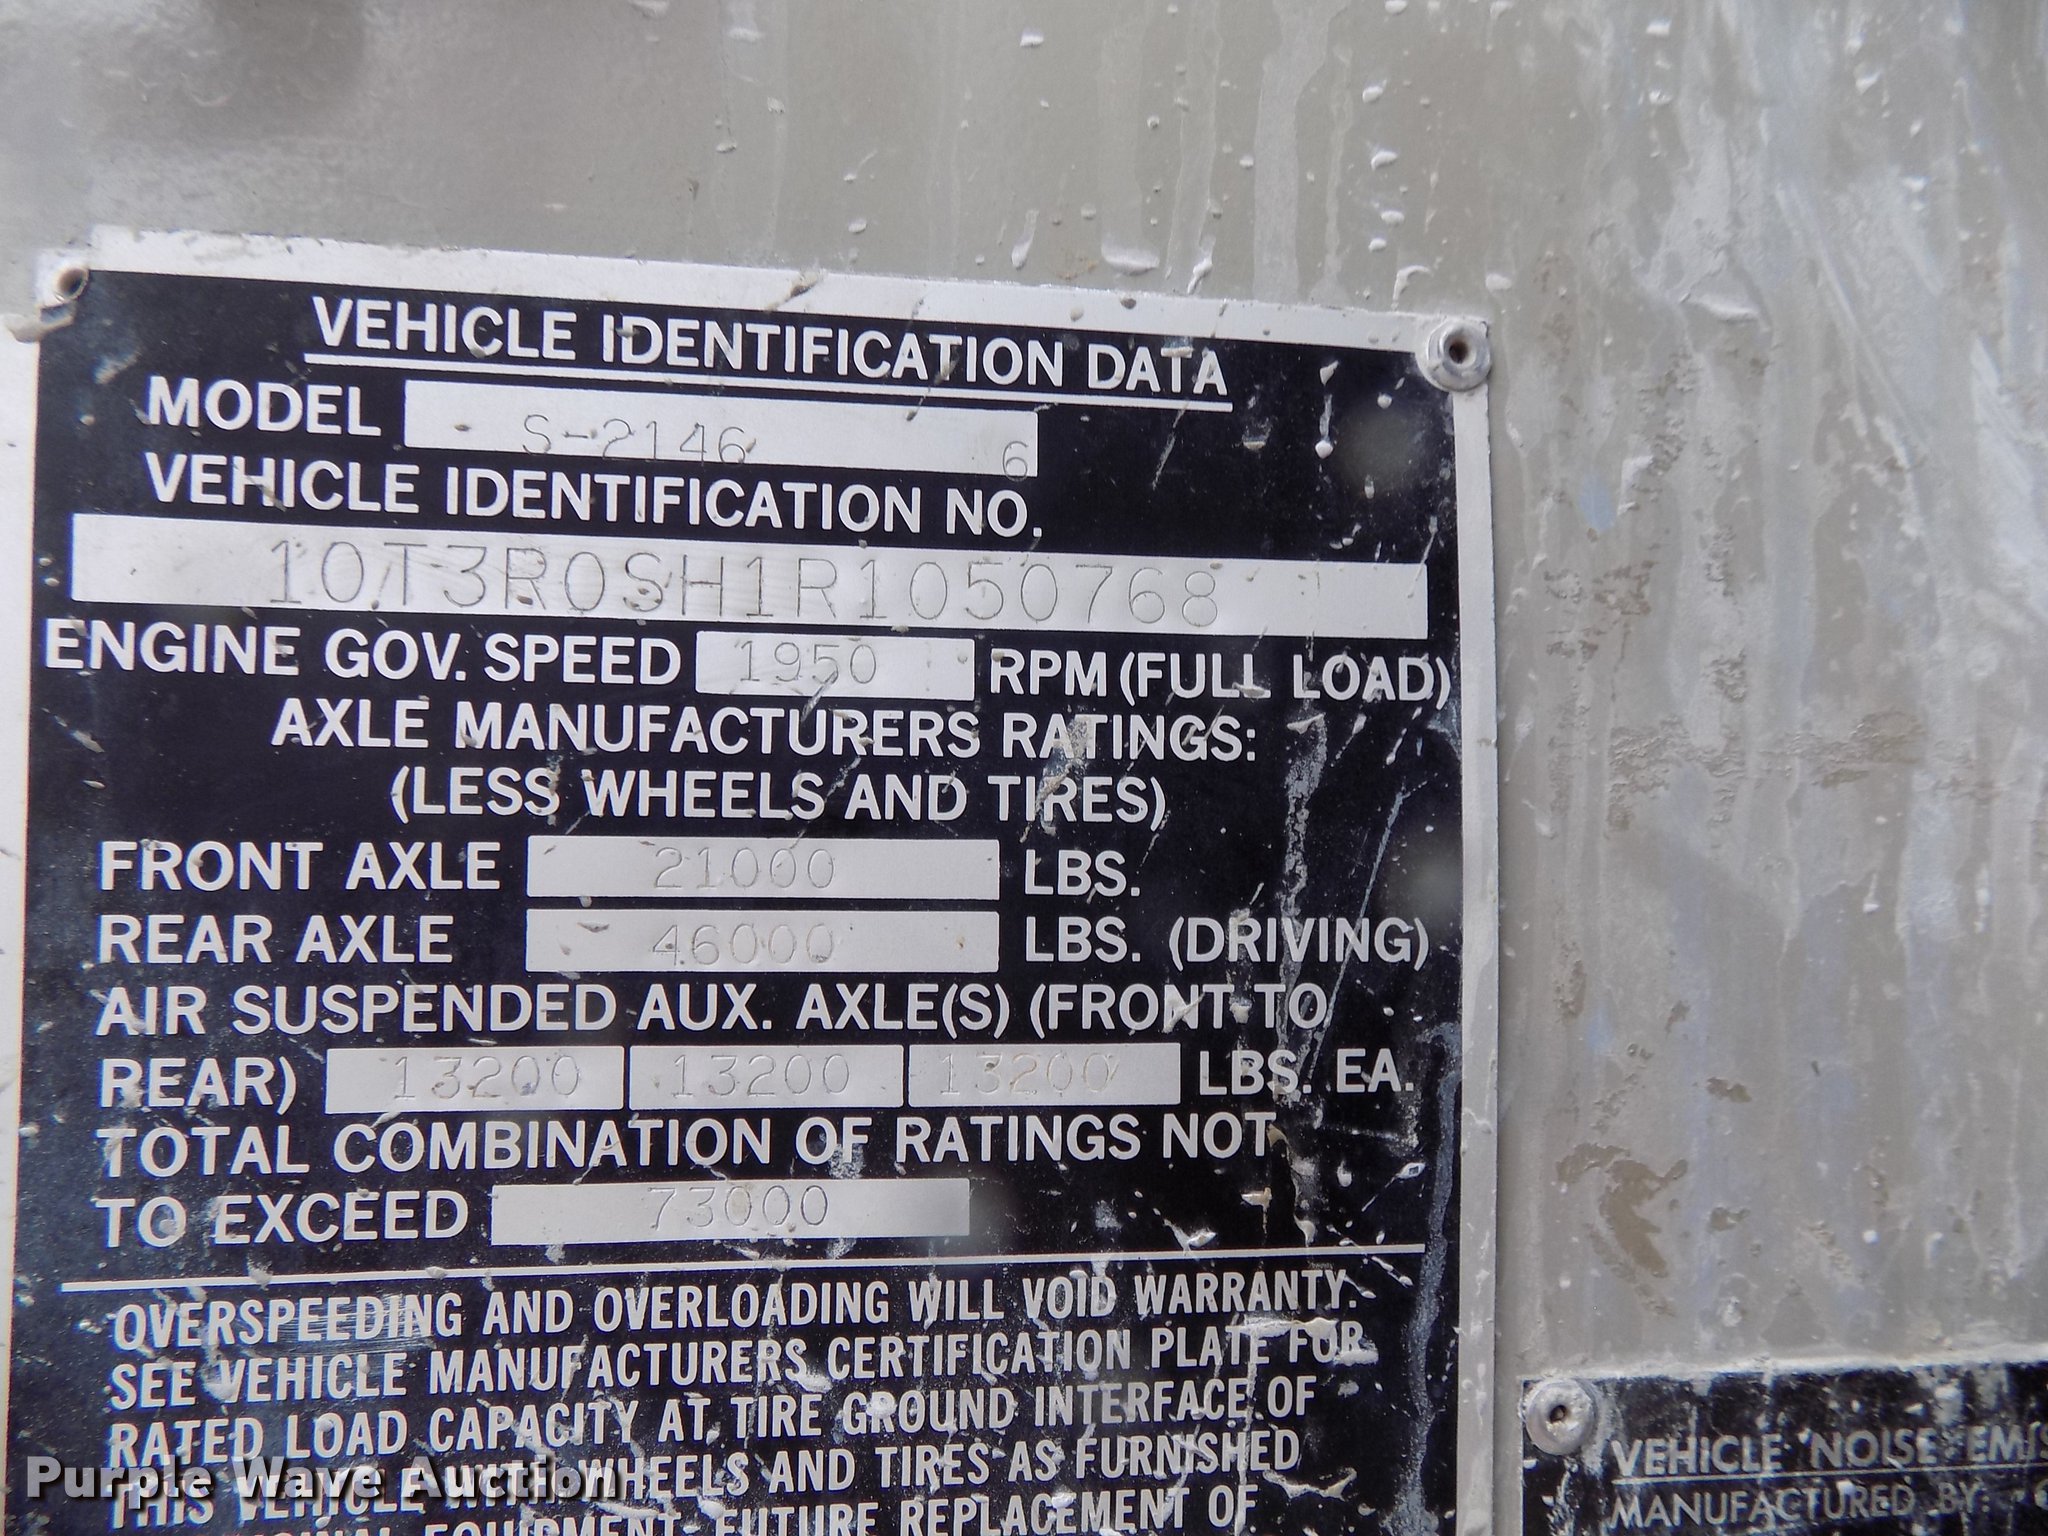 VEHICLE IDENTIFICATION DATA
MODEL S-2146 6
VEHICLE IDENTIFICATION NO.
10T3R0SH1R1050768
ENGINE GOV. SPEED 1950 RPM (FULL LOAD)
AXLE MANUFACTURERS RATINGS:
(LESS WHEELS AND TIRES)
FRONT AXLE 21000 LBS.
REAR AXLE 46000 LBS. (DRIVING)
AIR SUSPENDED AUX. AXLE(S) (FRONT TO
REAR) 13200 13200 13200 LBS. EA.
TOTAL COMBINATION OF RATINGS NOT
TO EXCEED 73000
OVERSPEEDING AND OVERLOADING WILL VOID WARRANTY.
SEE VEHICLE MANUFACTURERS CERTIFICATION PLATE FOR
RATED LOAD CAPACITY AT TIRE GROUND INTERFACE OF
THIS VEHICLE WITH WHEELS AND TIRES AS FURNISHED
EQUIPMENT. FUTURE REPLACEMENT OF
VEHICLE NOISE EMIS
MANUFACTURED BY:
Purple Wave Auction